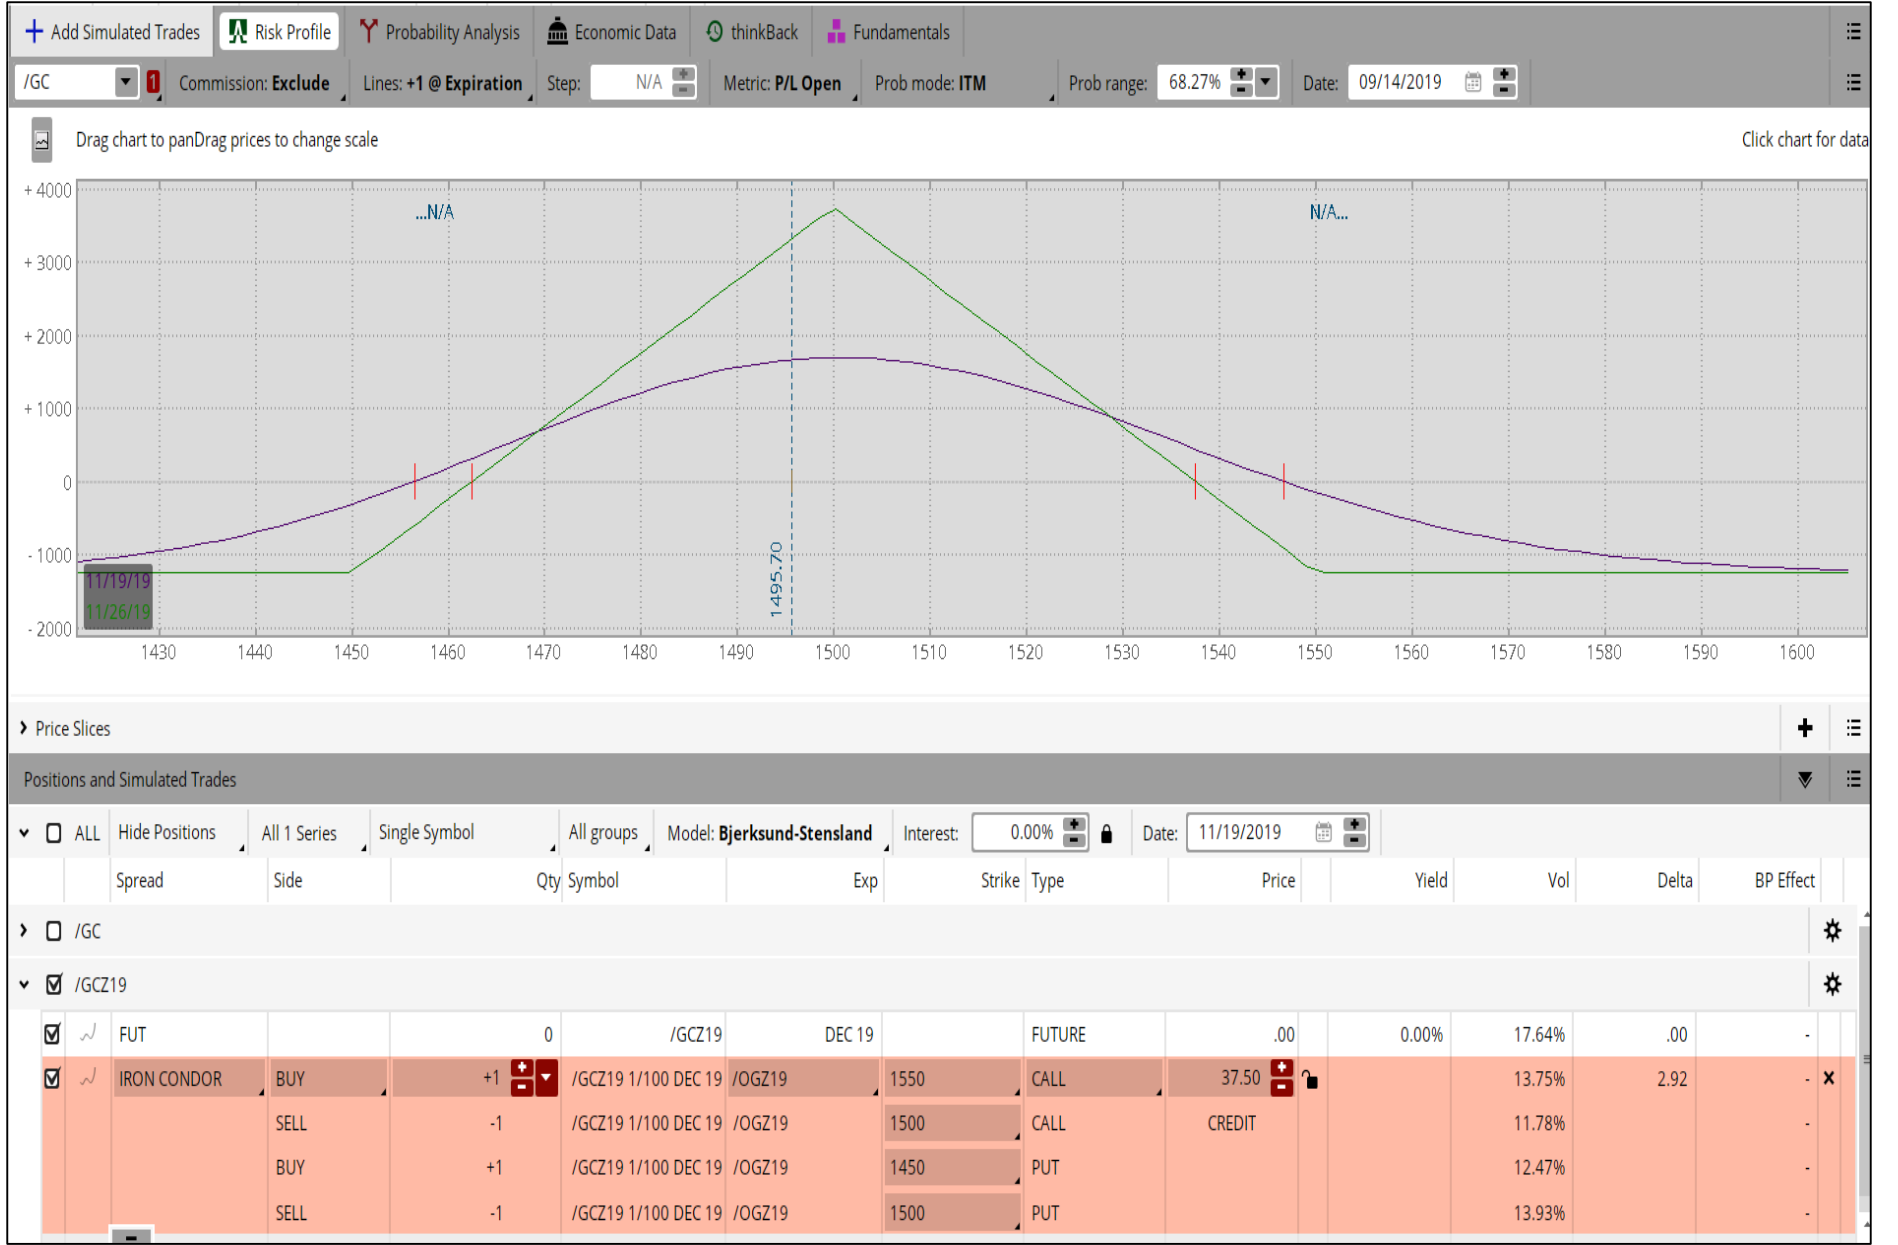 Add Simulated Trades Risk Profile Probability Analysis Economic Data thinkBack Fundamentals
/GC 1 Commission: Exclude Lines: +1 @ Expiration Step: N/A Metric: P/L Open Prob mode: ITM Prob range: 68.27% Date: 09/14/2019
Drag chart to panDrag prices to change scale Click chart for data
...N/A N/A...
+ 4000
+ 3000
+ 2000
+ 1000
0
- 1000
- 2000
1495.70
11/19/19
11/26/19
1430 1440 1450 1460 1470 1480 1490 1500 1510 1520 1530 1540 1550 1560 1570 1580 1590 1600
Price Slices
Positions and Simulated Trades
ALL Hide Positions All 1 Series Single Symbol All groups Model: Bjerksund-Stensland Interest: 0.00% Date: 11/19/2019
Spread Side Qty Symbol Exp Strike Type Price Yield Vol Delta BP Effect
/GC
/GCZ19
FUT 0 /GCZ19 DEC 19 FUTURE .00 0.00% 17.64% .00 -
IRON CONDOR BUY +1 /GCZ19 1/100 DEC 19 /OGZ19 1550 CALL 37.50 13.75% 2.92 -
SELL -1 /GCZ19 1/100 DEC 19 /OGZ19 1500 CALL CREDIT 11.78% -
BUY +1 /GCZ19 1/100 DEC 19 /OGZ19 1450 PUT 12.47% -
SELL -1 /GCZ19 1/100 DEC 19 /OGZ19 1500 PUT 13.93% -